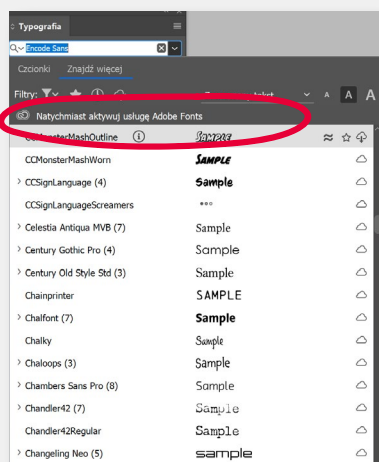 Typografia
Encode Sans
Czcionki Znajdź więcej
Filtry: tekst A A A
Natychmiast aktywuj usługę Adobe Fonts
CCMonsterMashOutline SAMPLE
CCMonsterMashWorn SAMPLE
CCSignLanguage (4) Sample
CCSignLanguageScreamers
Celestia Antiqua MVB (7) Sample
Century Gothic Pro (4) Sample
Century Old Style Std (3) Sample
Chainprinter SAMPLE
Chalfont (7) Sample
Chalky Sample
Chaloops (3) Sample
Chambers Sans Pro (8) Sample
Chandler42 (7) Sample
Chandler42Regular Sample
Changeling Neo (5) sample